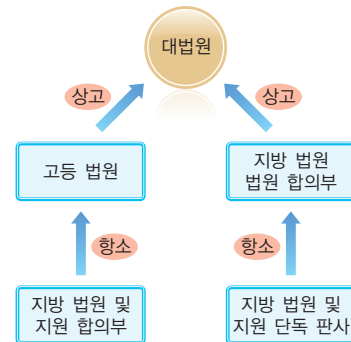 대법원
상고
상고
고등 법원
지방 법원
법원 합의부
항소
항소
지방 법원 및
지원 합의부
지방 법원 및
지원 단독 판사